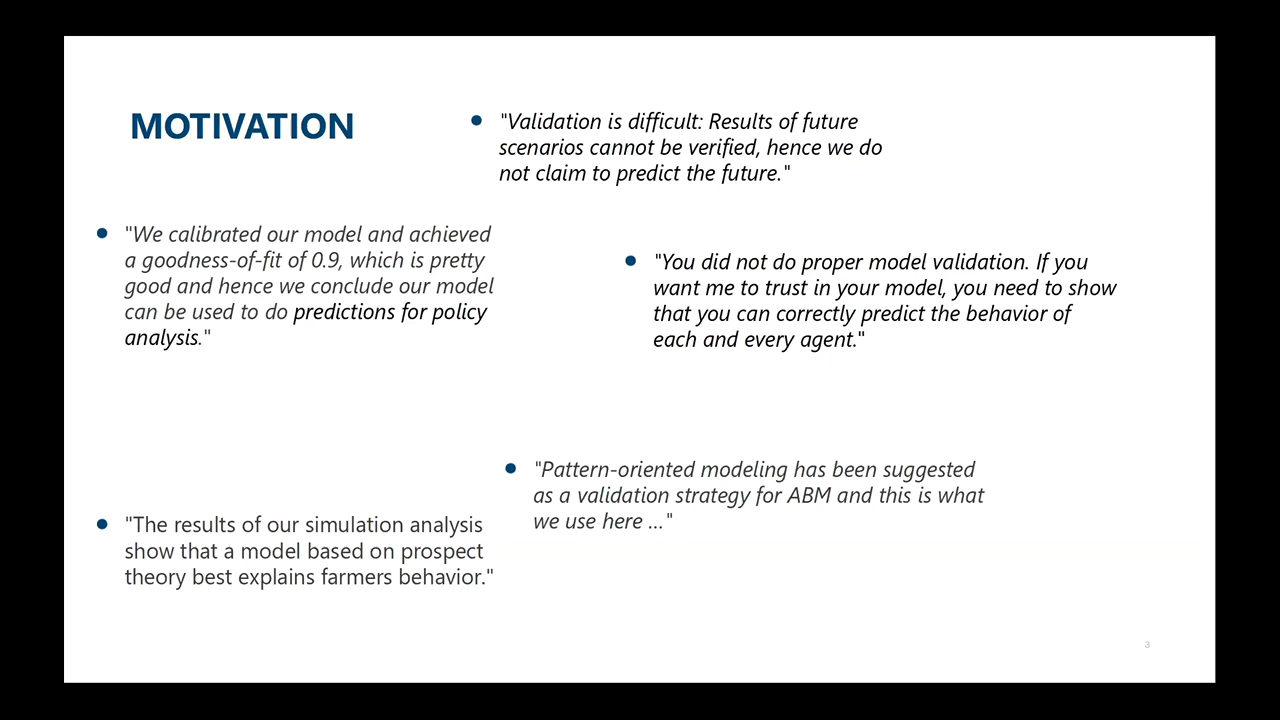 MOTIVATION
• "Validation is difficult: Results of future
scenarios cannot be verified, hence we do
not claim to predict the future."
• "We calibrated our model and achieved
a goodness-of-fit of 0.9, which is pretty
good and hence we conclude our model
can be used to do predictions for policy
analysis."
• "You did not do proper model validation. If you
want me to trust in your model, you need to show
that you can correctly predict the behavior of
each and every agent."
• "Pattern-oriented modeling has been suggested
as a validation strategy for ABM and this is what
we use here ..."
• "The results of our simulation analysis
show that a model based on prospect
theory best explains farmers behavior."
3